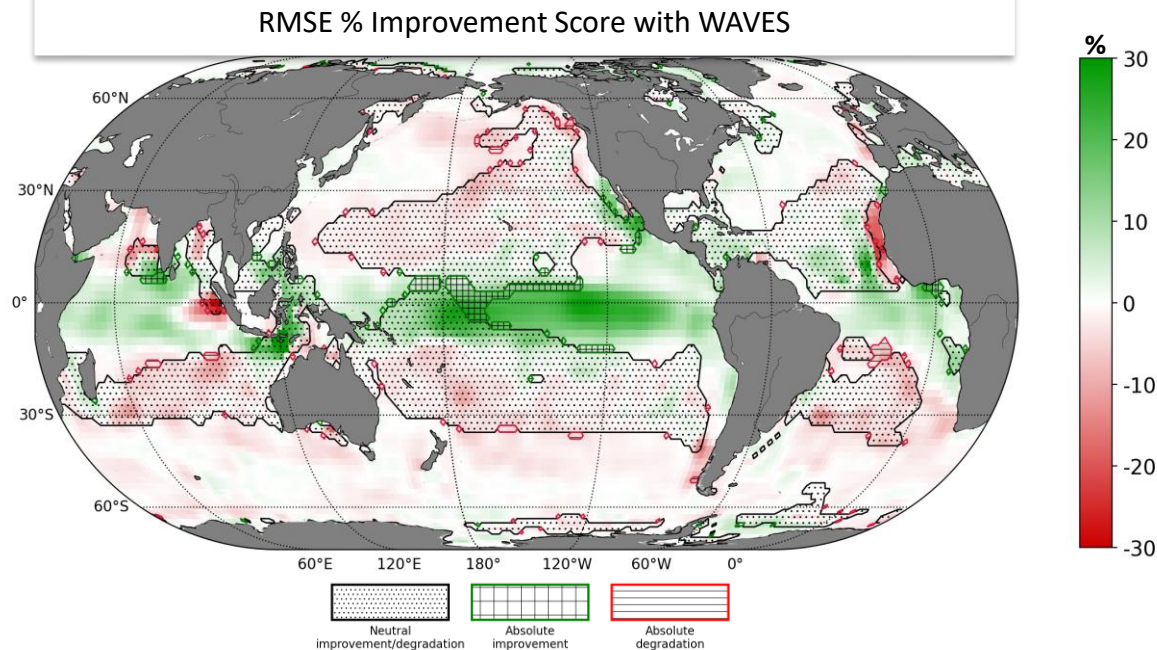 RMSE % Improvement Score with WAVES
%
30
20
10
0
-10
-20
-30
60°N
30°N
0°
30°S
60°S
60°E 120°E 180° 120°W 60°W 0°
Neutral
improvement/degradation
Absolute
improvement
Absolute
degradation